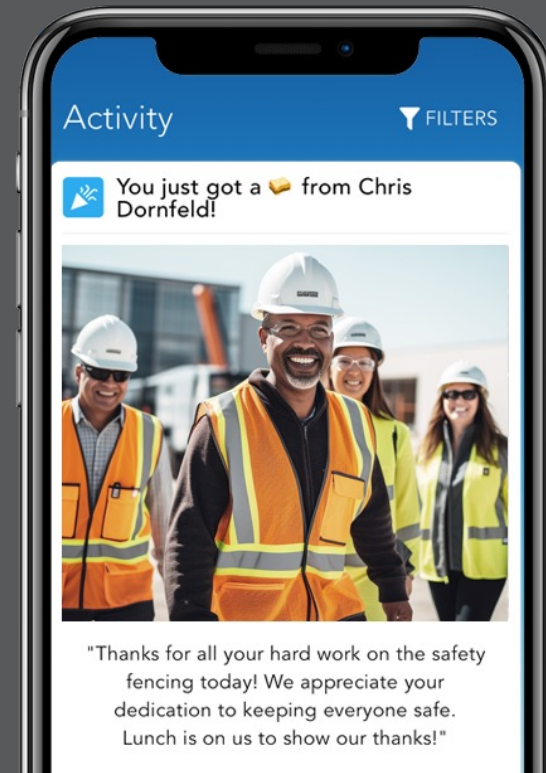 Activity
FILTERS
You just got a 🧈 from Chris
Dornfeld!
"Thanks for all your hard work on the safety
fencing today! We appreciate your
dedication to keeping everyone safe.
Lunch is on us to show our thanks!"